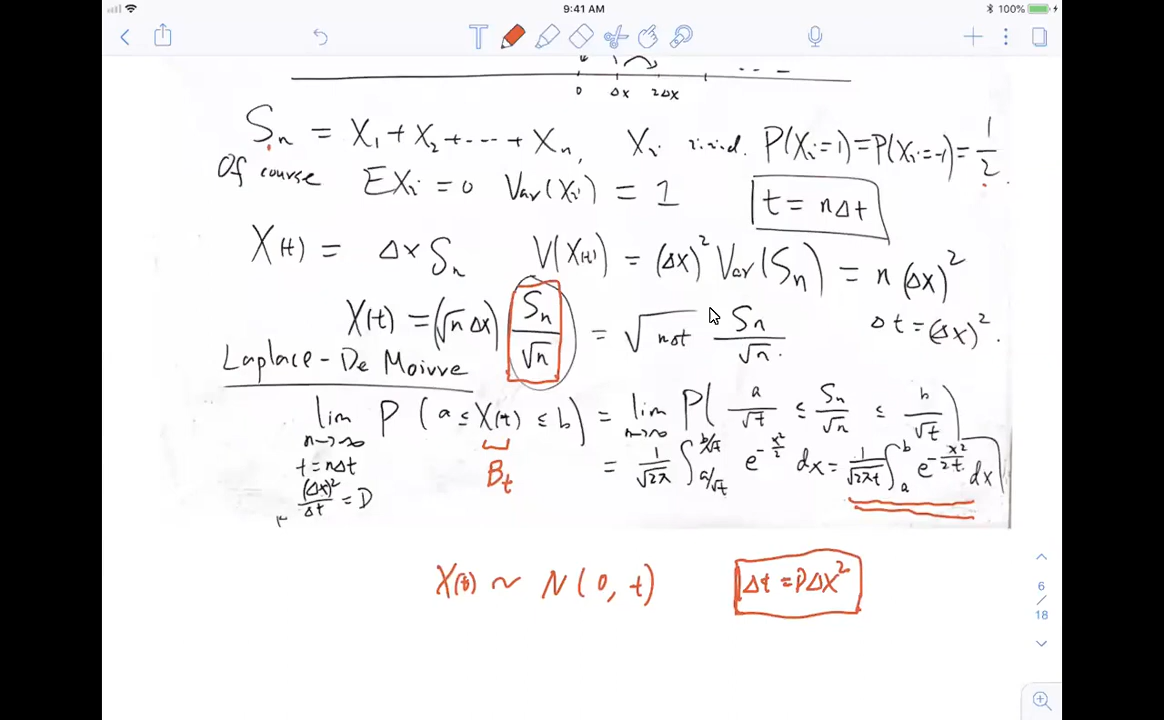 9:41 AM
100%
T
0 Δx 2Δx
Sn = X1 + X2 + ---- + Xn, Xi i.i.d. P(Xi=1) = P(Xi=-1) = 1/2.
Of course EXi = 0 Var(Xi) = 1 t = nΔt
X(t) = Δx Sn V(X(t)) = (Δx)² Var(Sn) = n(Δx)²
X(t) = (√n Δx) Sn/√n = √nΔt Sn/√n. Δt = (Δx)².
Laplace - De Moivre
lim n→∞ P(a ≤ X(t) ≤ b) = lim n→∞ P(a/√t ≤ Sn/√n ≤ b/√t)
t = nΔt
(Δx)²/Δt = D
Bt
= 1/√2π ∫_{a/√t}^{b/√t} e^{-x²/2} dx = 1/√2πt ∫_a^b e^{-x²/2t} dx
X(t) ~ N(0, t) Δt = DΔx²
6
/
18